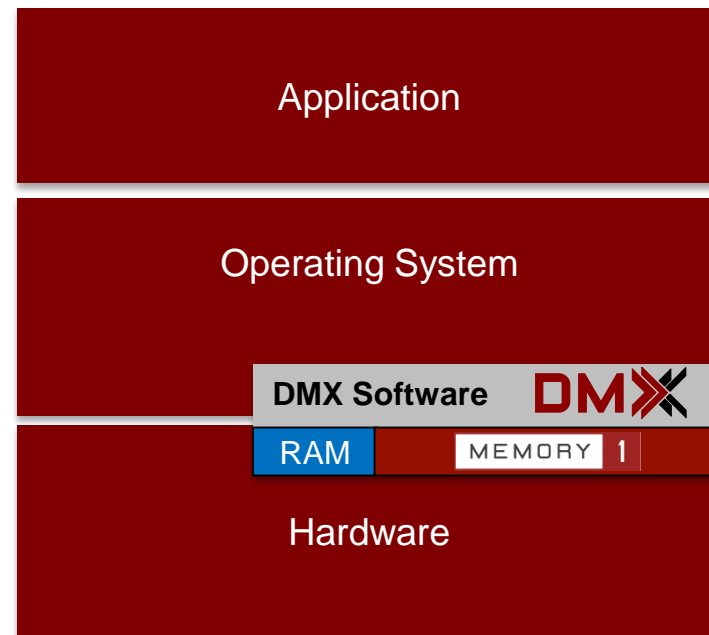 Application
Operating System
DMX Software DMX
RAM MEMORY 1
Hardware